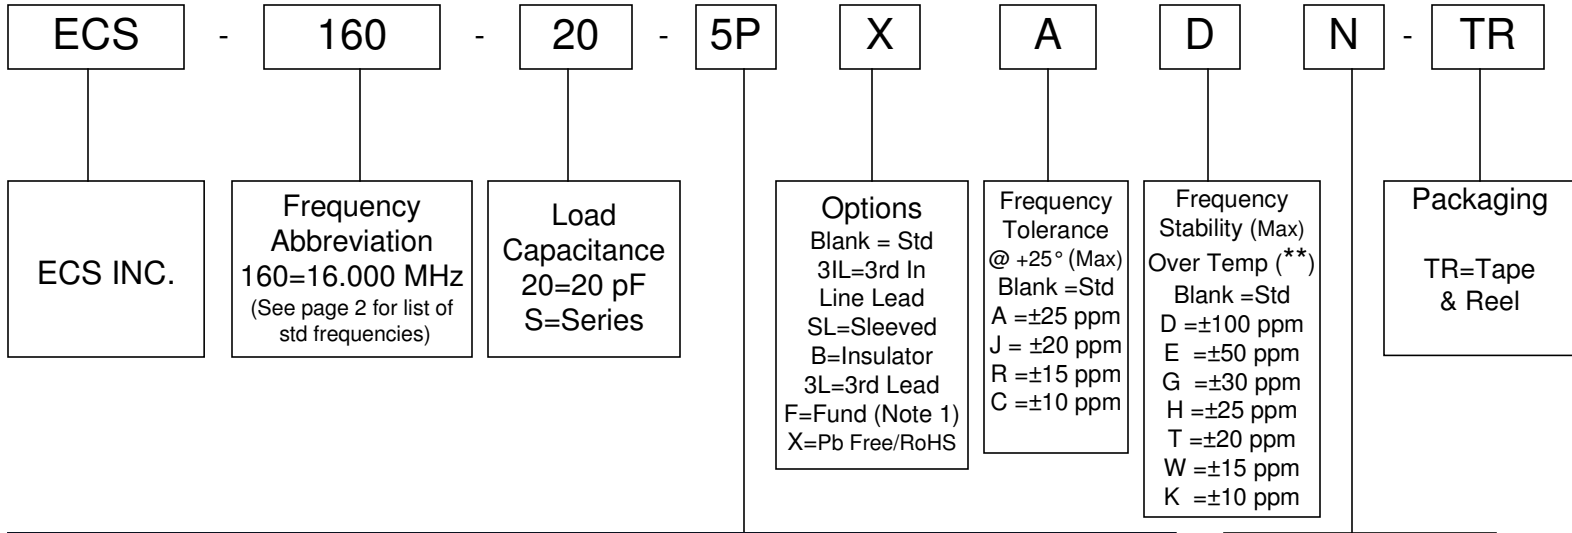 ECS - 160 - 20 - 5P X A D N - TR
ECS INC.
Frequency
Abbreviation
160=16.000 MHz
(See page 2 for list of
std frequencies)
Load
Capacitance
20=20 pF
S=Series
Options
Blank = Std
3IL=3rd In
Line Lead
SL=Sleeved
B=Insulator
3L=3rd Lead
F=Fund (Note 1)
X=Pb Free/RoHS
Frequency
Tolerance
@ +25° (Max)
Blank =Std
A =±25 ppm
J = ±20 ppm
R =±15 ppm
C =±10 ppm
Frequency
Stability (Max)
Over Temp (**)
Blank =Std
D =±100 ppm
E =±50 ppm
G =±30 ppm
H =±25 ppm
T =±20 ppm
W =±15 ppm
K =±10 ppm
Packaging
TR=Tape
& Reel